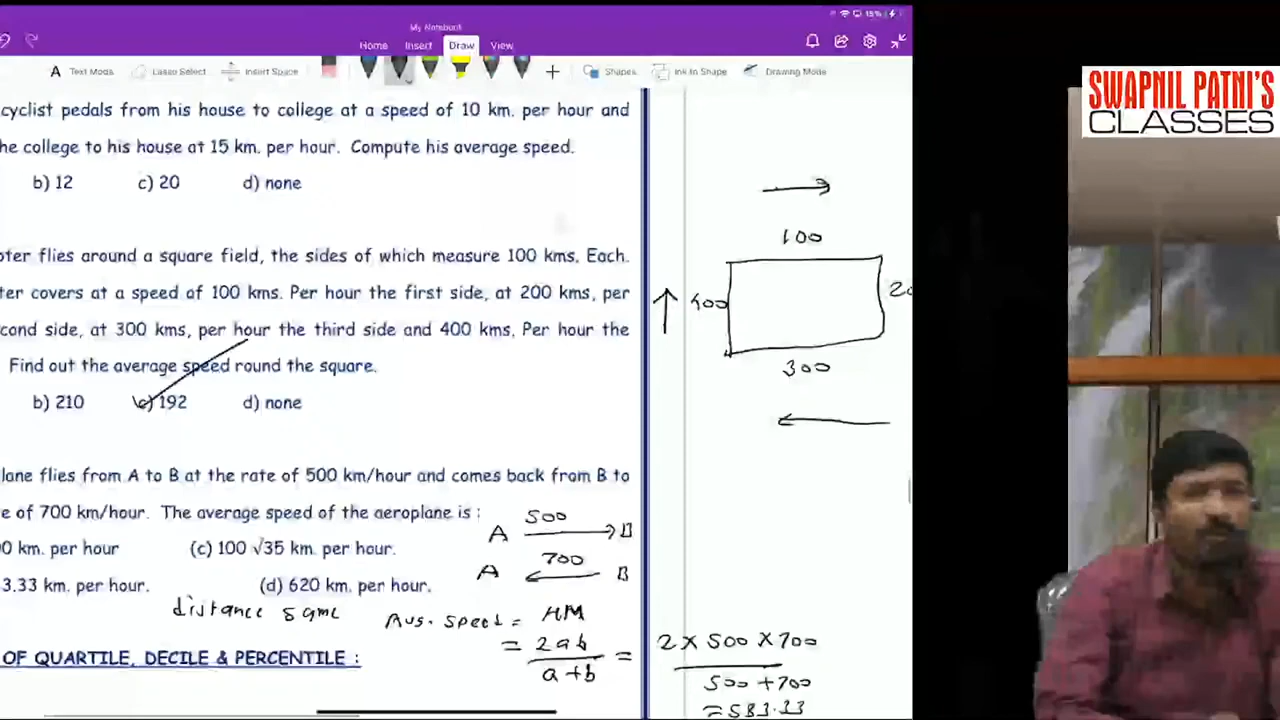 My Notebook
15%
Home Insert Draw View
Text Mode Lasso Select Insert Space Shapes Ink to Shape Drawing Mode
SWAPNIL PATNI'S
CLASSES
cyclist pedals from his house to college at a speed of 10 km. per hour and
he college to his house at 15 km. per hour. Compute his average speed.
b) 12 c) 20 d) none
oter flies around a square field, the sides of which measure 100 kms. Each.
ter covers at a speed of 100 kms. Per hour the first side, at 200 kms, per
cond side, at 300 kms, per hour the third side and 400 kms, Per hour the
Find out the average speed round the square.
b) 210 c) 192 d) none
100
400
20
300
lane flies from A to B at the rate of 500 km/hour and comes back from B to
e of 700 km/hour. The average speed of the aeroplane is :
0 km. per hour (c) 100 √35 km. per hour.
3.33 km. per hour. (d) 620 km. per hour.
A 500 B
A 700 B
distance same Avg. speed = HM
= 2ab / a+b = 2 × 500 × 700 / 500 + 700
= 583.33
OF QUARTILE, DECILE & PERCENTILE :